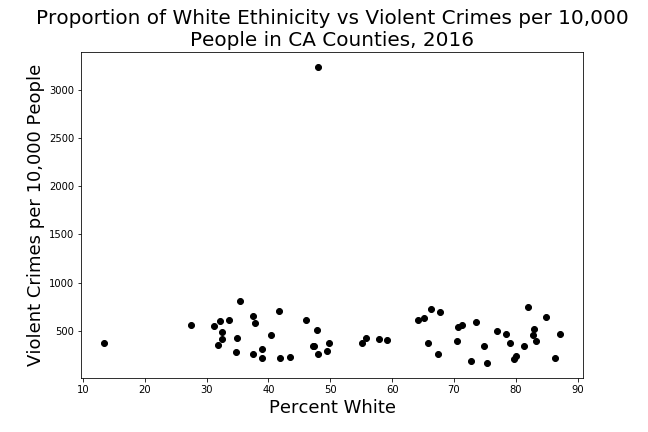 Proportion of White Ethinicity vs Violent Crimes per 10,000
People in CA Counties, 2016
Violent Crimes per 10,000 People
3000
2500
2000
1500
1000
500
10 20 30 40 50 60 70 80 90
Percent White